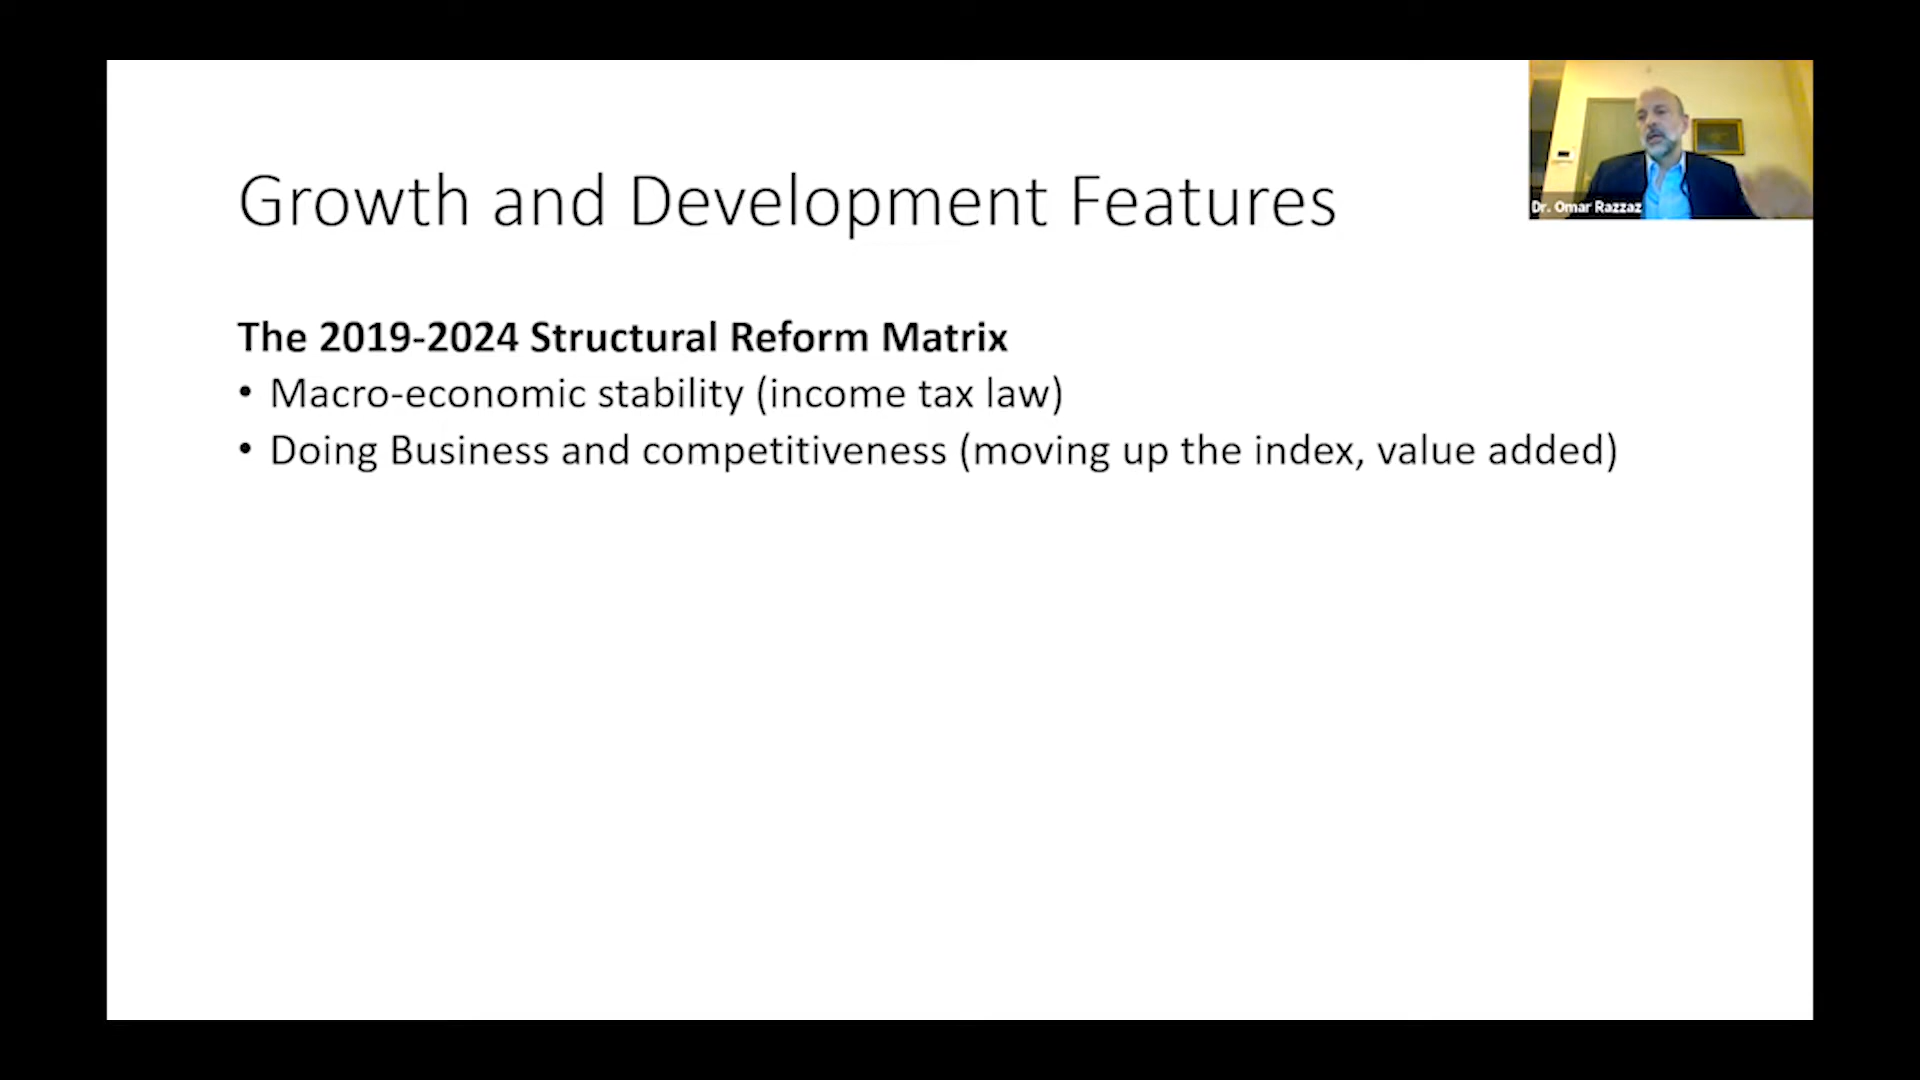 Growth and Development Features
Dr. Omar Razzaz
The 2019-2024 Structural Reform Matrix
• Macro-economic stability (income tax law)
• Doing Business and competitiveness (moving up the index, value added)